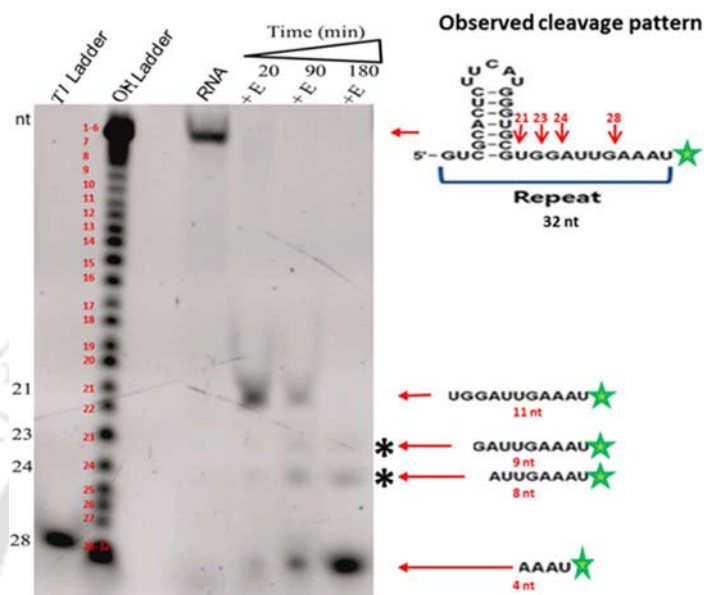 Observed cleavage pattern
Time (min)
20 90 180
T1 Ladder
OH Ladder
RNA
+E
+E
+E
nt
1-6
7
8
9
10
11
12
13
14
15
16
17
18
19
20
21
22
23
24
25
26
27
21
23
24
28
C
U A
U U
C-G
U-G
C-G
A-U
C-G
G-C
21 23 24 28
5'-GUC GUGGAUUGAAAU
Repeat
32 nt
UGGAUUGAAAU
11 nt
* GAUUGAAAU
9 nt
* AUUGAAAU
8 nt
AAAU
4 nt